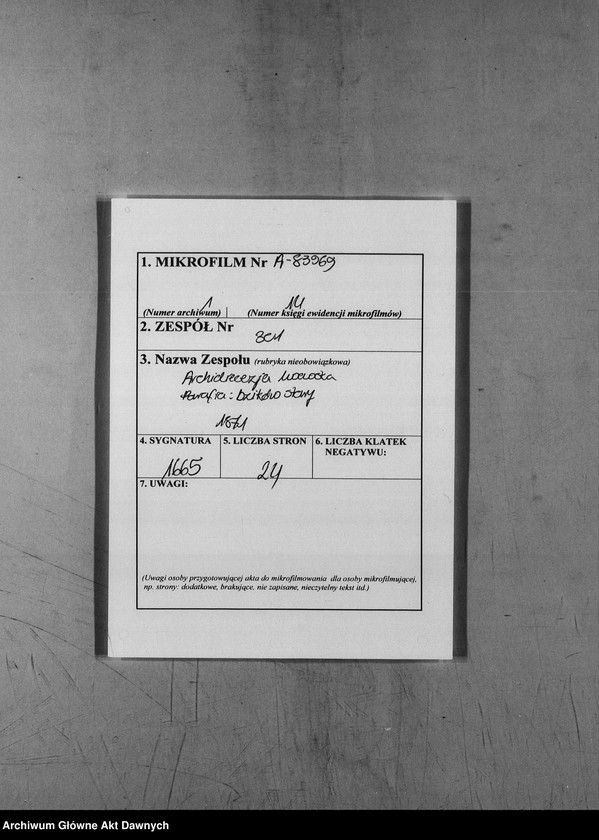 1. MIKROFILM Nr A-83969
1 14
(Numer archiwum) (Numer księgi ewidencji mikrofilmów)
2. ZESPÓŁ Nr
301
3. Nazwa Zespołu (rubryka nieobowiązkowa)
Archidiecezja lwowska
Parafia: Dzików Stary
1871
4. SYGNATURA 5. LICZBA STRON 6. LICZBA KLATEK
NEGATYWU:
1665 24
7. UWAGI:
(Uwagi osoby przygotowującej akta do mikrofilmowania dla osoby mikrofilmującej,
np. strony: dodatkowe, brakujące, nie zapisane, nieczytelny tekst itd.)
Archiwum Główne Akt Dawnych